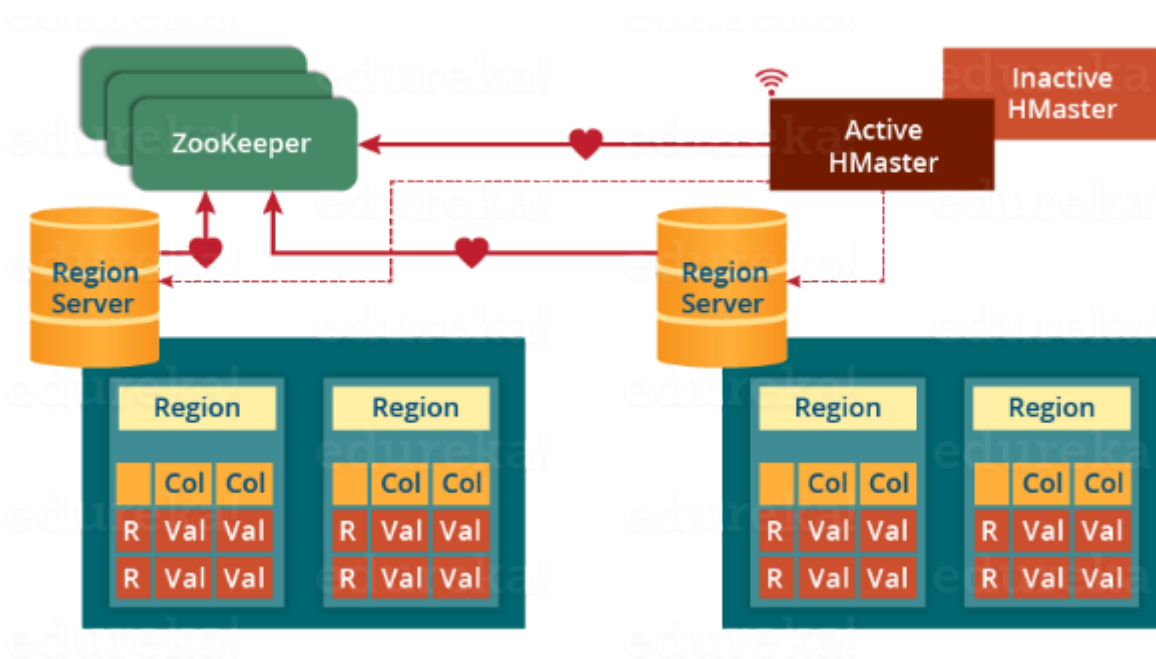 Inactive
HMaster
Active
HMaster
ZooKeeper
Region
Server
Region
Server
Region
Region
Region
Region
Col Col
Col Col
Col Col
Col Col
R Val Val
R Val Val
R Val Val
R Val Val
R Val Val
R Val Val
R Val Val
R Val Val
edureka!